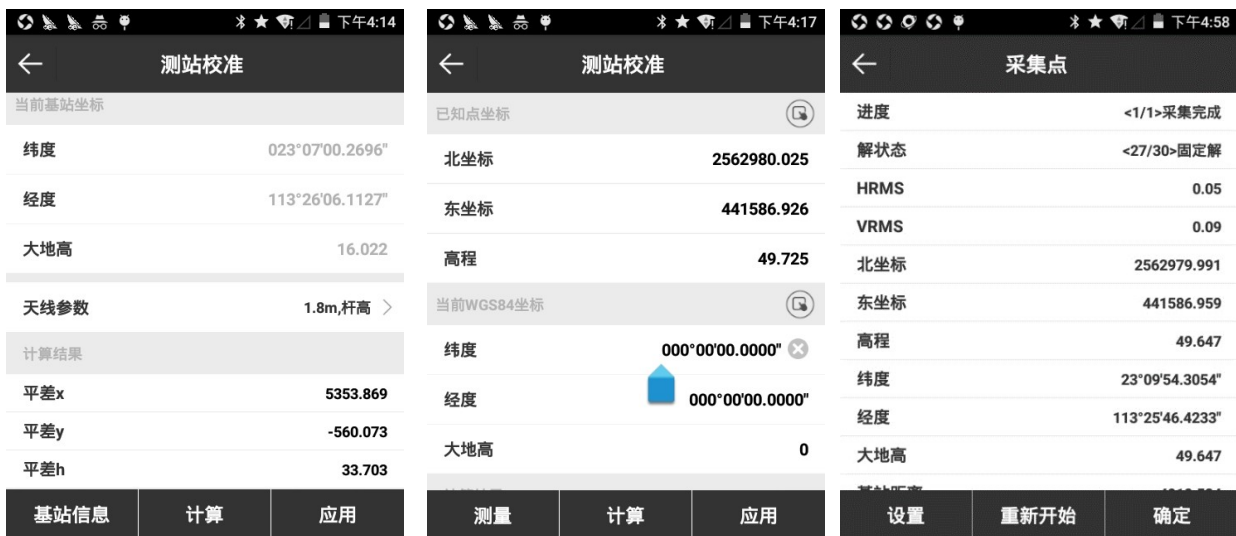 下午4:14
测站校准
当前基站坐标
纬度 023°07'00.2696"
经度 113°26'06.1127"
大地高 16.022
天线参数 1.8m,杆高
计算结果
平差x 5353.869
平差y -560.073
平差h 33.703
基站信息 计算 应用
下午4:17
测站校准
已知点坐标
北坐标 2562980.025
东坐标 441586.926
高程 49.725
当前WGS84坐标
纬度 000°00'00.0000"
经度 000°00'00.0000"
大地高 0
测量 计算 应用
下午4:58
采集点
进度 <1/1>采集完成
解状态 <27/30>固定解
HRMS 0.05
VRMS 0.09
北坐标 2562979.991
东坐标 441586.959
高程 49.647
纬度 23°09'54.3054"
经度 113°25'46.4233"
大地高 49.647
设置 重新开始 确定